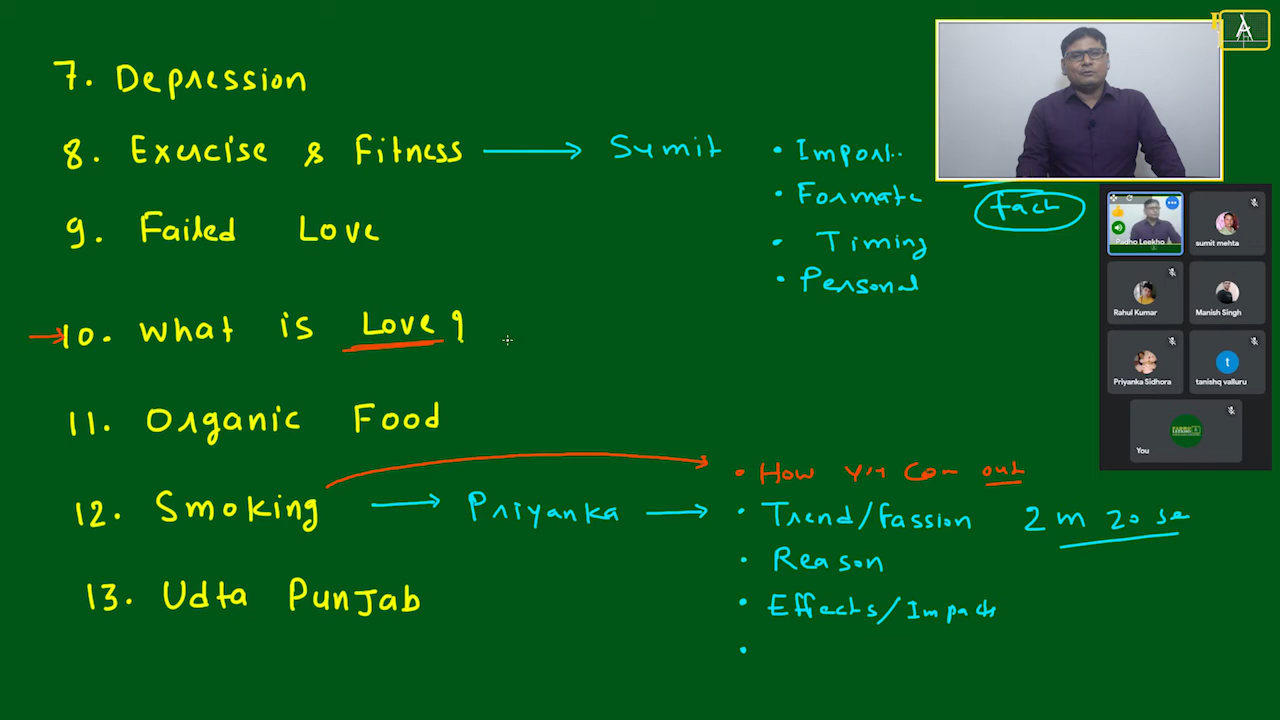 7. Depression
8. Exercise & Fitness → Sumit
• Import..
• Formate
• Timing
• Personal
fact
9. Failed Love
→ 10. What is Love ?
11. Organic Food
12. Smoking → Priyanka →
• How you can out
• Trend/Fassion 2 m 20 se
• Reason
• Effects/Impacts
•
13. Udta Punjab
Padho Leekho
sumit mehta
Rahul Kumar
Manish Singh
Priyanka Sidhora
tanishq valluru
t
You